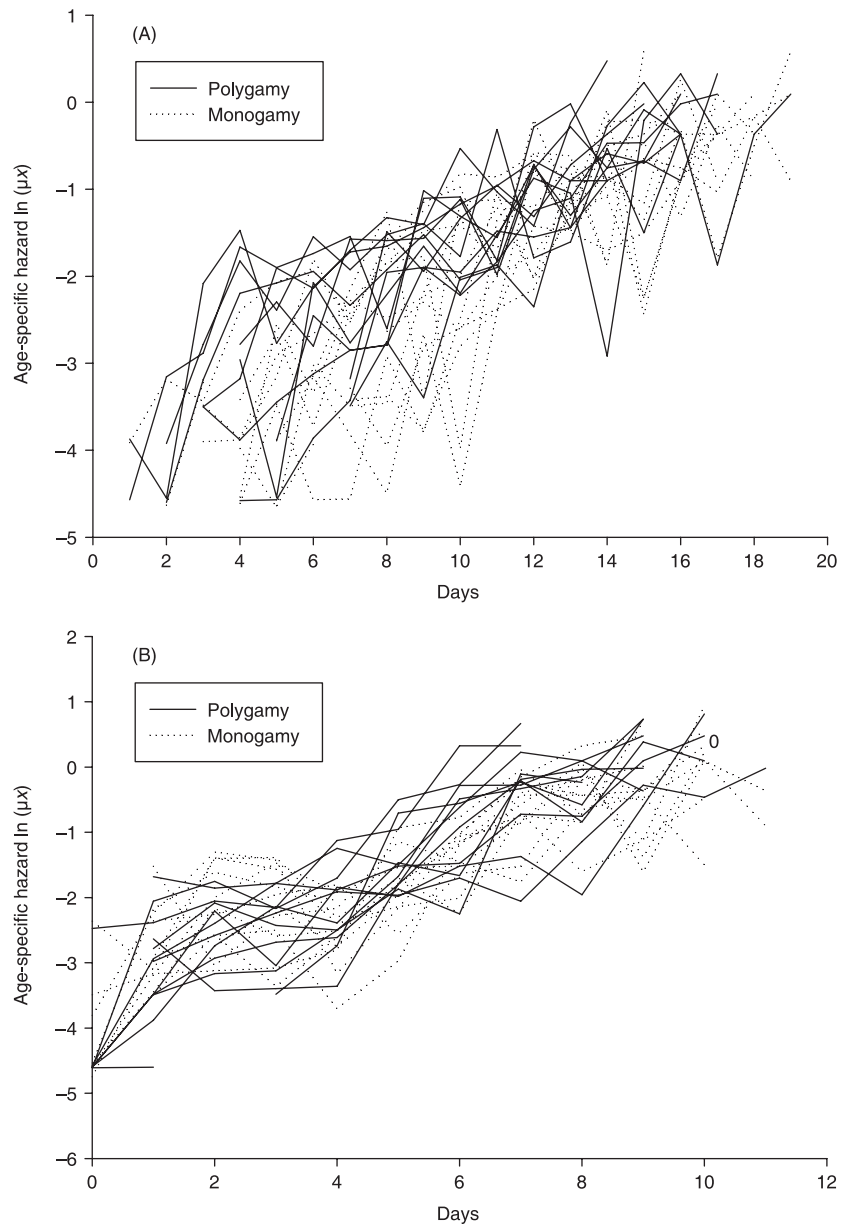 (A)
Polygamy
Monogamy
Age-specific hazard ln (μx)
1
0
–1
–2
–3
–4
–5
0 2 4 6 8 10 12 14 16 18 20
Days
(B)
Polygamy
Monogamy
0
Age-specific hazard ln (μx)
2
1
0
–1
–2
–3
–4
–5
–6
0 2 4 6 8 10 12
Days